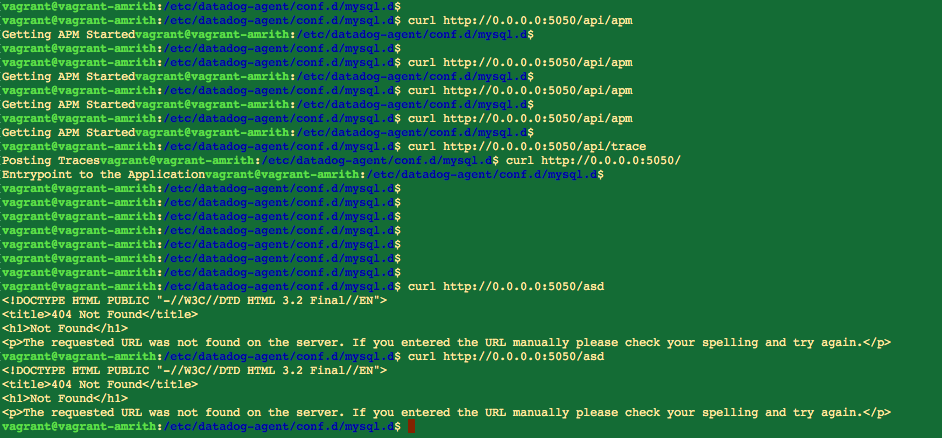 [vagrant@vagrant-amrith:/etc/datadog-agent/conf.d/mysql.d$
[vagrant@vagrant-amrith:/etc/datadog-agent/conf.d/mysql.d$ curl http://0.0.0.0:5050/api/apm
[Getting APM Startedvagrant@vagrant-amrith:/etc/datadog-agent/conf.d/mysql.d$
[vagrant@vagrant-amrith:/etc/datadog-agent/conf.d/mysql.d$
[vagrant@vagrant-amrith:/etc/datadog-agent/conf.d/mysql.d$ curl http://0.0.0.0:5050/api/apm
[Getting APM Startedvagrant@vagrant-amrith:/etc/datadog-agent/conf.d/mysql.d$
[vagrant@vagrant-amrith:/etc/datadog-agent/conf.d/mysql.d$ curl http://0.0.0.0:5050/api/apm
[Getting APM Startedvagrant@vagrant-amrith:/etc/datadog-agent/conf.d/mysql.d$
[vagrant@vagrant-amrith:/etc/datadog-agent/conf.d/mysql.d$ curl http://0.0.0.0:5050/api/apm
[Getting APM Startedvagrant@vagrant-amrith:/etc/datadog-agent/conf.d/mysql.d$
[vagrant@vagrant-amrith:/etc/datadog-agent/conf.d/mysql.d$ curl http://0.0.0.0:5050/api/trace
[Posting Tracesvagrant@vagrant-amrith:/etc/datadog-agent/conf.d/mysql.d$ curl http://0.0.0.0:5050/
[Entrypoint to the Applicationvagrant@vagrant-amrith:/etc/datadog-agent/conf.d/mysql.d$
[vagrant@vagrant-amrith:/etc/datadog-agent/conf.d/mysql.d$
[vagrant@vagrant-amrith:/etc/datadog-agent/conf.d/mysql.d$
[vagrant@vagrant-amrith:/etc/datadog-agent/conf.d/mysql.d$
[vagrant@vagrant-amrith:/etc/datadog-agent/conf.d/mysql.d$
[vagrant@vagrant-amrith:/etc/datadog-agent/conf.d/mysql.d$
[vagrant@vagrant-amrith:/etc/datadog-agent/conf.d/mysql.d$
[vagrant@vagrant-amrith:/etc/datadog-agent/conf.d/mysql.d$
[vagrant@vagrant-amrith:/etc/datadog-agent/conf.d/mysql.d$ curl http://0.0.0.0:5050/asd
<!DOCTYPE HTML PUBLIC "-//W3C//DTD HTML 3.2 Final//EN">
<title>404 Not Found</title>
<h1>Not Found</h1>
<p>The requested URL was not found on the server. If you entered the URL manually please check your spelling and try again.</p>
[vagrant@vagrant-amrith:/etc/datadog-agent/conf.d/mysql.d$ curl http://0.0.0.0:5050/asd
<!DOCTYPE HTML PUBLIC "-//W3C//DTD HTML 3.2 Final//EN">
<title>404 Not Found</title>
<h1>Not Found</h1>
<p>The requested URL was not found on the server. If you entered the URL manually please check your spelling and try again.</p>
vagrant@vagrant-amrith:/etc/datadog-agent/conf.d/mysql.d$